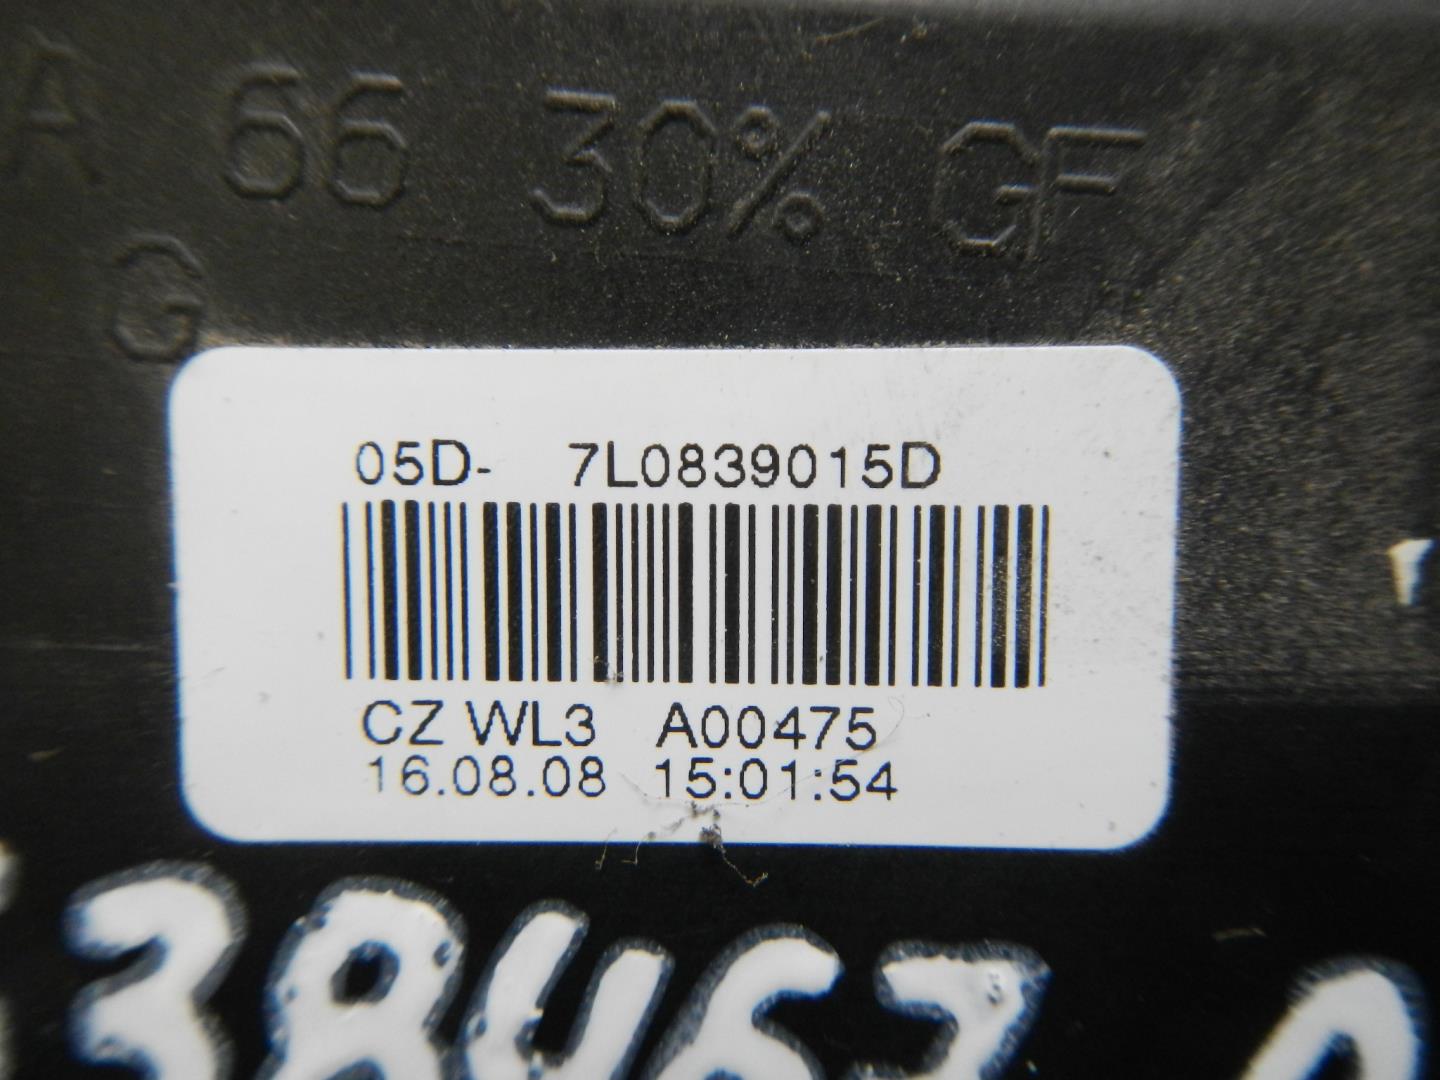 A 66 30% GF
G
05D- 7L0839015D
CZ WL3 A00475
16.08.08 15:01:54